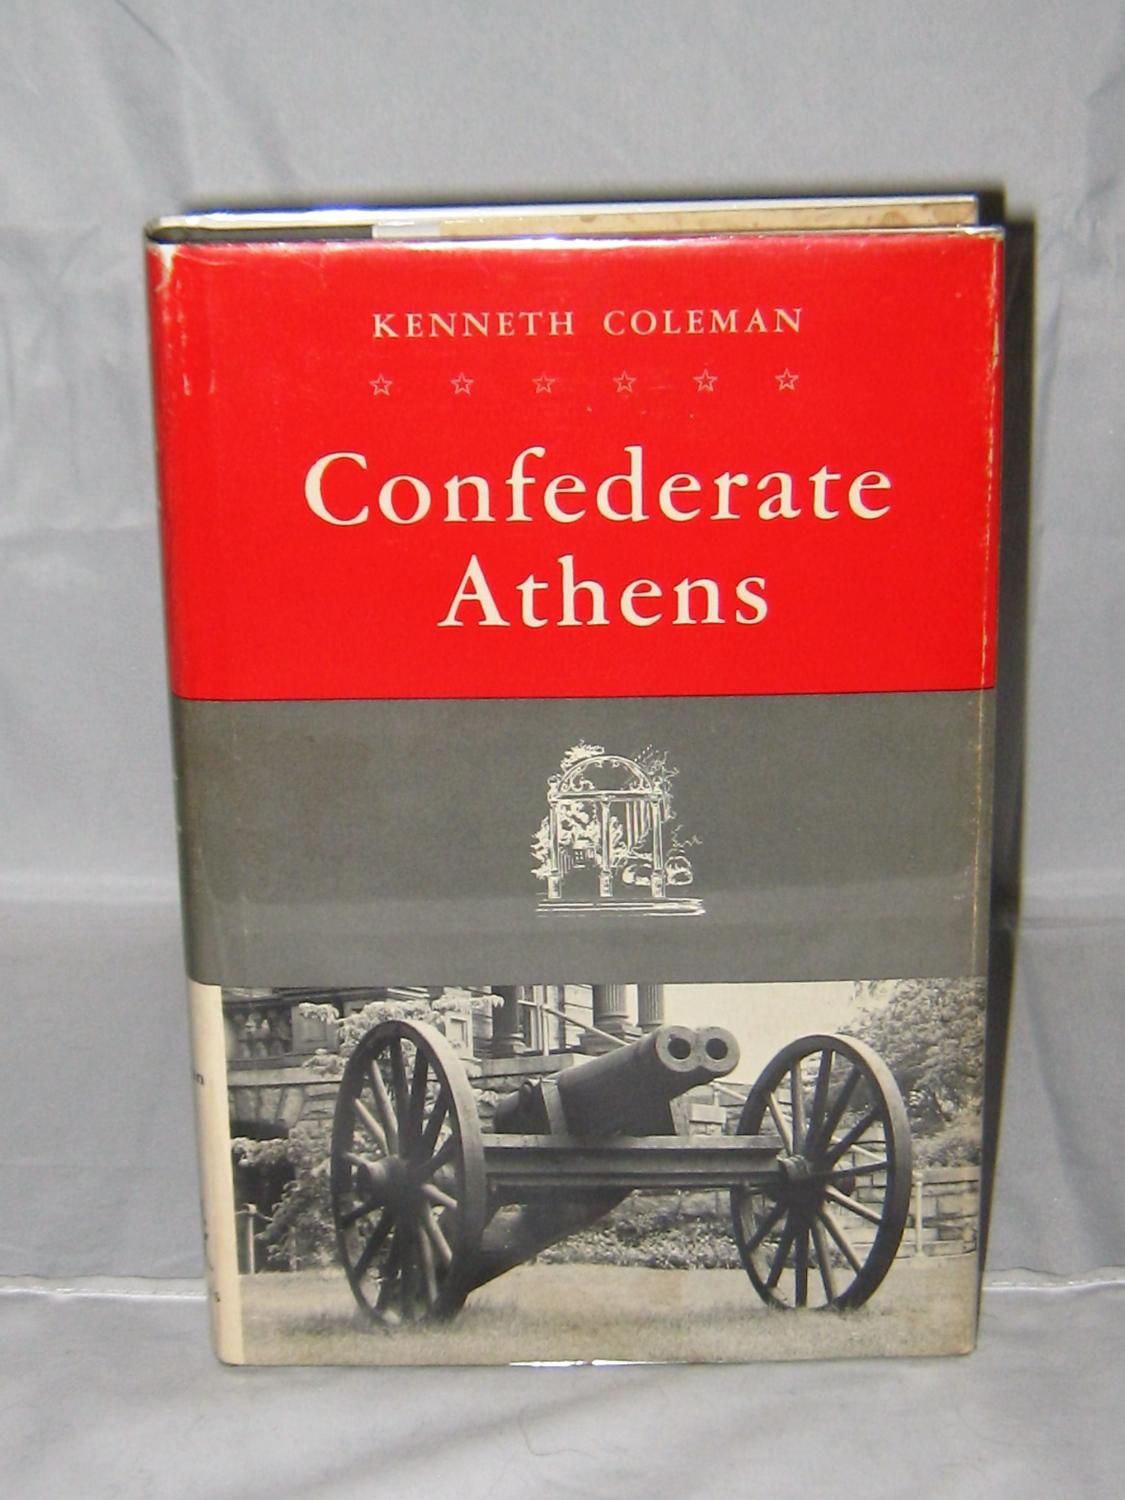 KENNETH COLEMAN
Confederate
Athens